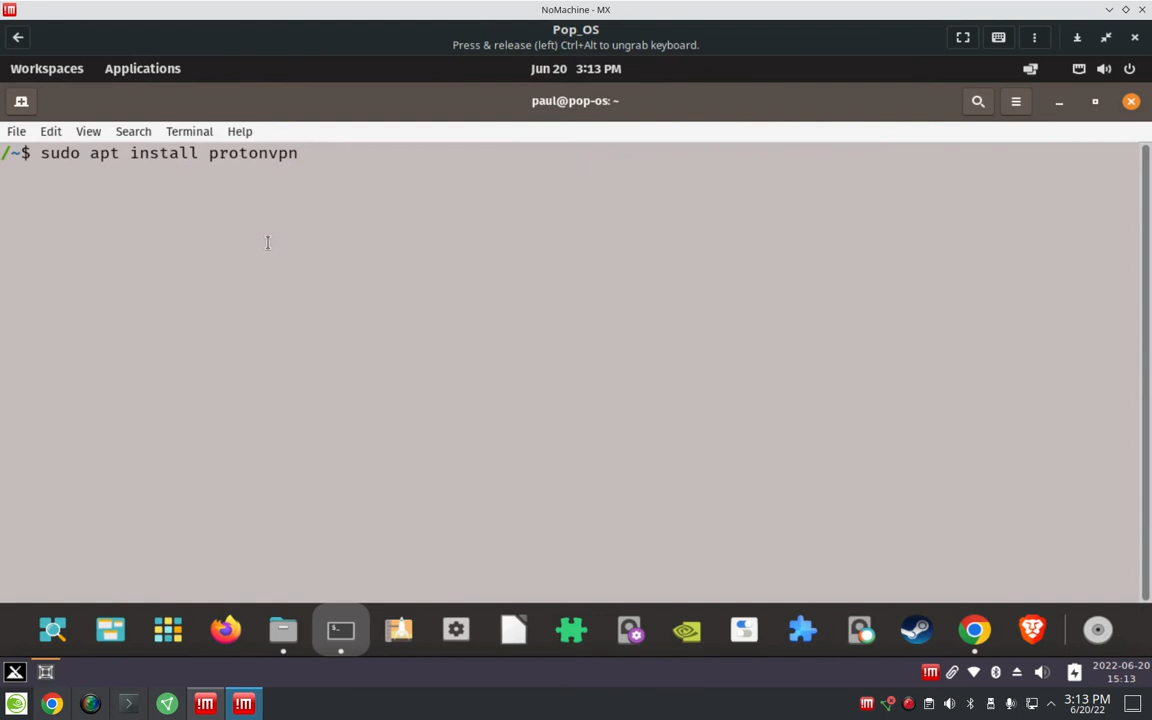 !M NoMachine - MX
Pop_OS
Press & release (left) Ctrl+Alt to ungrab keyboard.
Workspaces Applications Jun 20 3:13 PM
paul@pop-os: ~
File Edit View Search Terminal Help
/~$ sudo apt install protonvpn
!M 2022-06-20
15:13
!M !M !M 3:13 PM
6/20/22